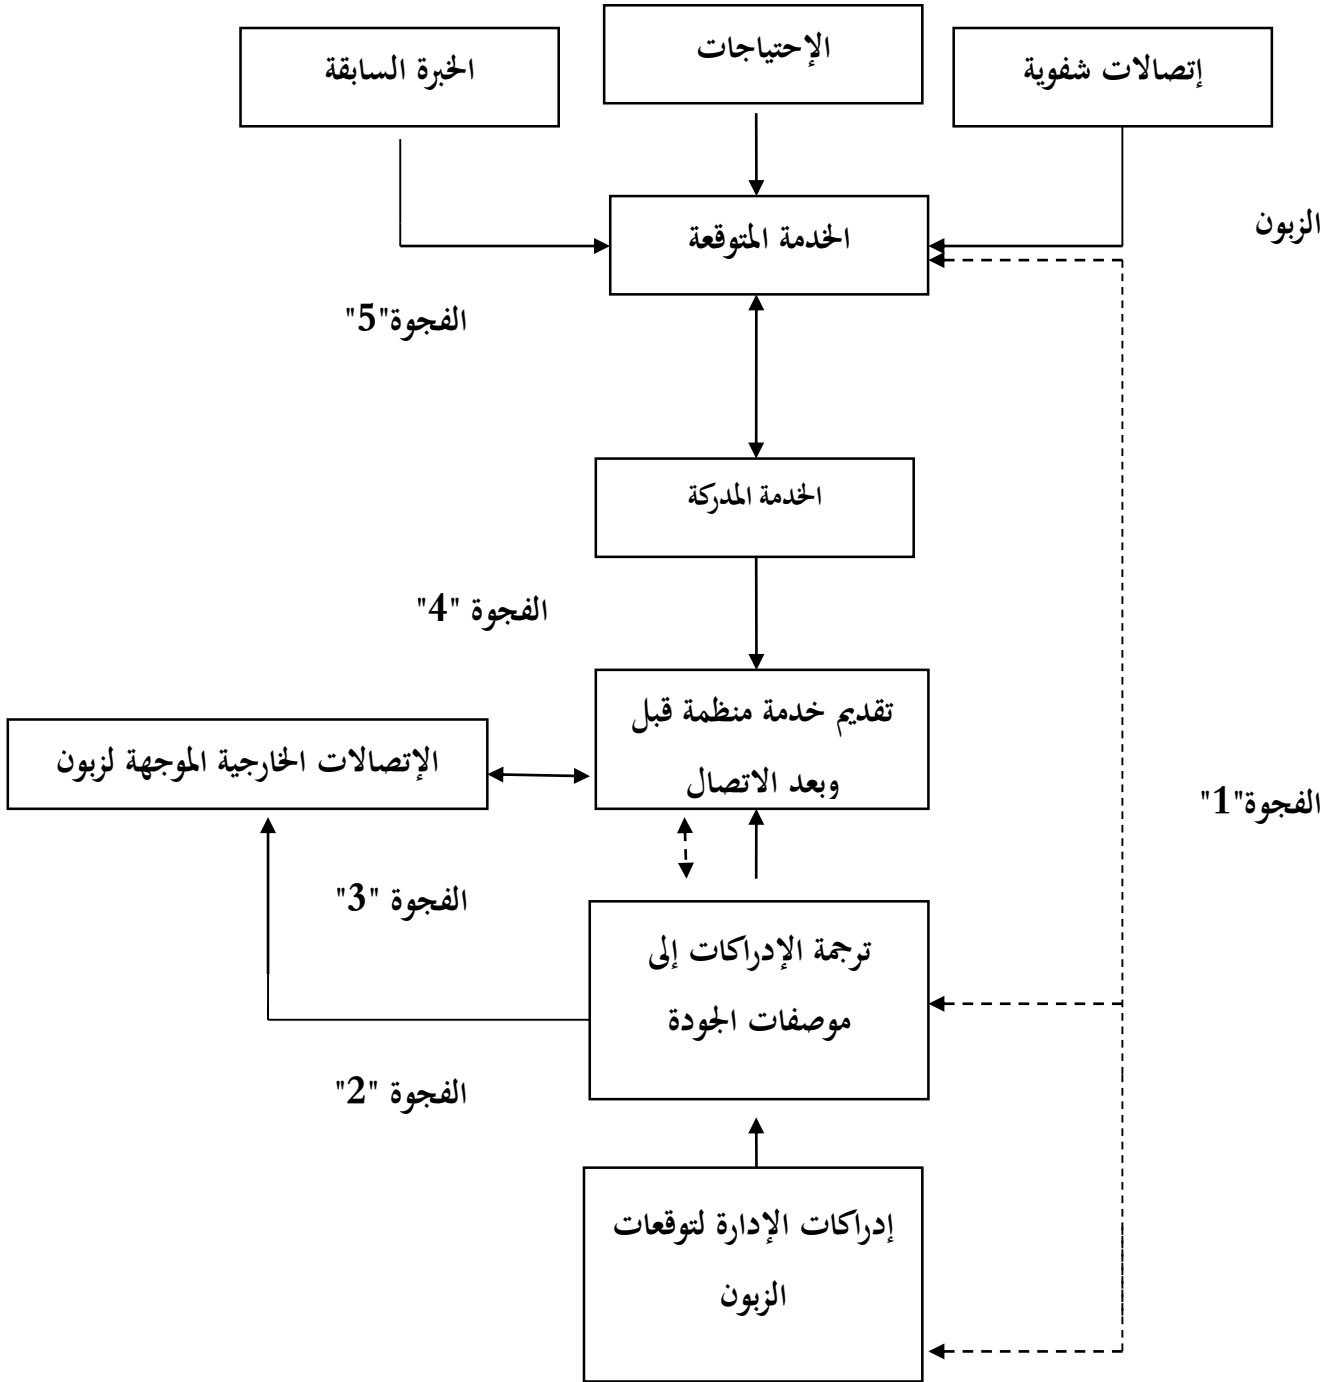 إتصالات شفوية
الإحتياجات
الخبرة السابقة
الزبون
الخدمة المتوقعة
الفجوة"5"
الخدمة المدركة
الفجوة "4"
تقديم خدمة منظمة قبل
وبعد الاتصال
الإتصالات الخارجية الموجهة لزبون
الفجوة"1"
الفجوة "3"
ترجمة الإدراكات إلى
موصفات الجودة
الفجوة "2"
إدراكات الإدارة لتوقعات
الزبون